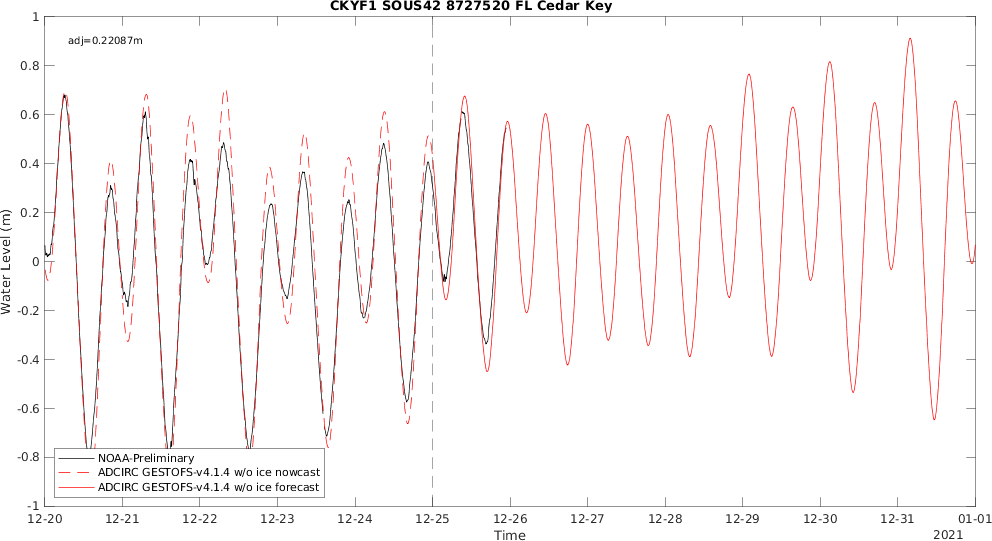 CKYF1 SOUS42 8727520 FL Cedar Key
adj=0.22087m
1
0.8
0.6
0.4
0.2
0
-0.2
-0.4
-0.6
-0.8
-1
Water Level (m)
NOAA-Preliminary
ADCIRC GESTOFS-v4.1.4 w/o ice nowcast
ADCIRC GESTOFS-v4.1.4 w/o ice forecast
12-20 12-21 12-22 12-23 12-24 12-25 12-26 12-27 12-28 12-29 12-30 12-31 01-01
Time
2021